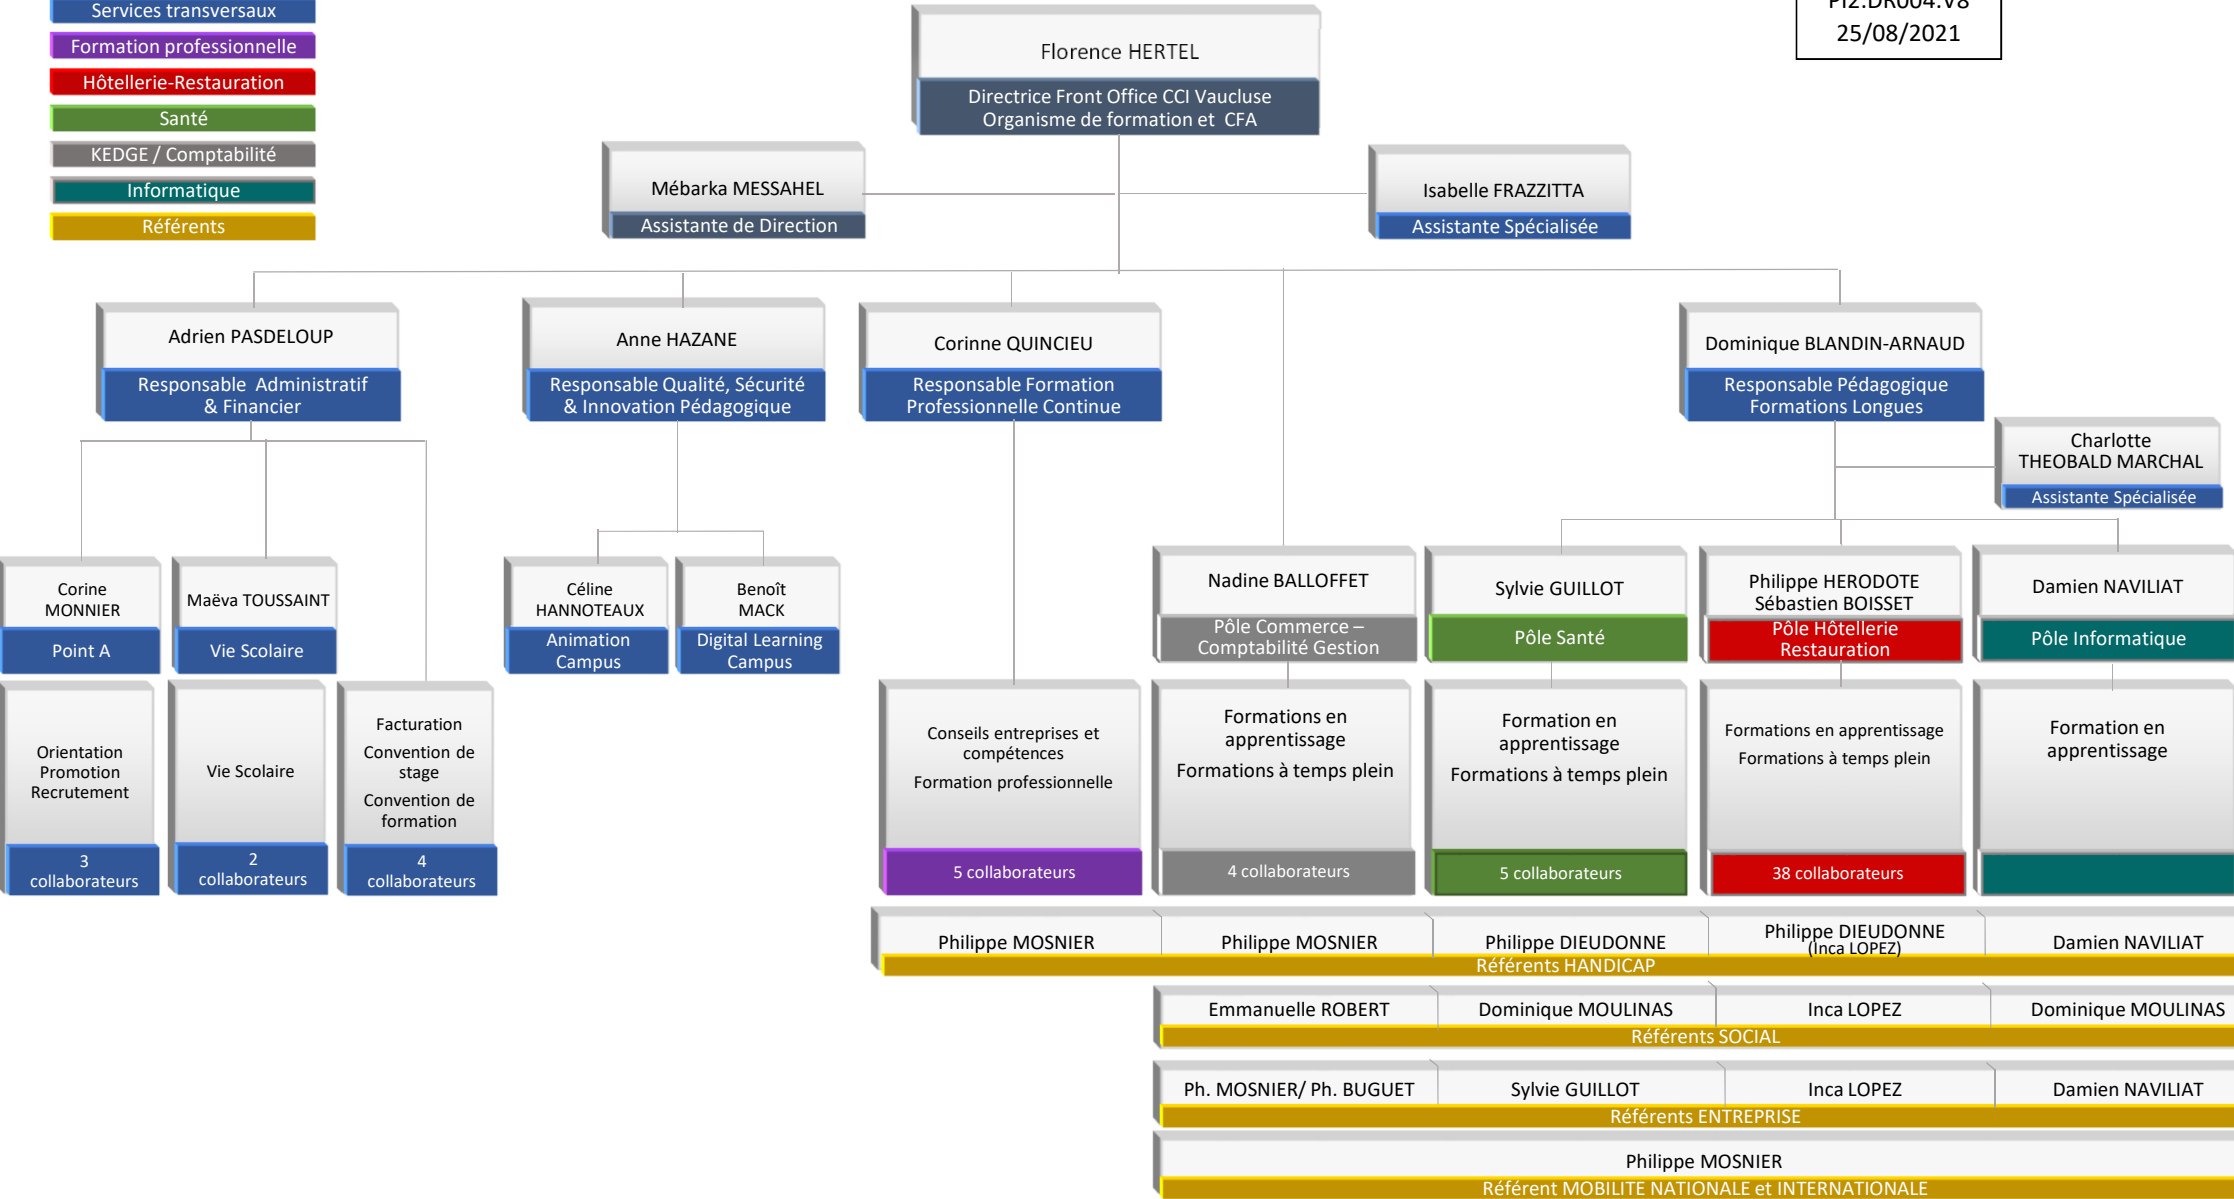 Services transversaux
Formation professionnelle
Hôtellerie-Restauration
Santé
KEDGE / Comptabilité
Informatique
Référents
PI2.DR004.V8
25/08/2021
Florence HERTEL
Directrice Front Office CCI Vaucluse
Organisme de formation et CFA
Mébarka MESSAHEL
Assistante de Direction
Isabelle FRAZZITTA
Assistante Spécialisée
Adrien PASDELOUP
Responsable Administratif
& Financier
Anne HAZANE
Responsable Qualité, Sécurité
& Innovation Pédagogique
Corinne QUINCIEU
Responsable Formation
Professionnelle Continue
Dominique BLANDIN-ARNAUD
Responsable Pédagogique
Formations Longues
Charlotte
THEOBALD MARCHAL
Assistante Spécialisée
Corine
MONNIER
Point A
Maëva TOUSSAINT
Vie Scolaire
Céline
HANNOTEAUX
Animation
Campus
Benoît
MACK
Digital Learning
Campus
Nadine BALLOFFET
Pôle Commerce –
Comptabilité Gestion
Sylvie GUILLOT
Pôle Santé
Philippe HERODOTE
Sébastien BOISSET
Pôle Hôtellerie
Restauration
Damien NAVILIAT
Pôle Informatique
Orientation
Promotion
Recrutement
3
collaborateurs
Vie Scolaire
2
collaborateurs
Facturation
Convention de
stage
Convention de
formation
4
collaborateurs
Conseils entreprises et
compétences
Formation professionnelle
5 collaborateurs
Formations en
apprentissage
Formations à temps plein
4 collaborateurs
Formation en
apprentissage
Formations à temps plein
5 collaborateurs
Formations en apprentissage
Formations à temps plein
38 collaborateurs
Formation en
apprentissage
Philippe MOSNIER
Philippe MOSNIER
Philippe DIEUDONNE
Philippe DIEUDONNE
(Inca LOPEZ)
Damien NAVILIAT
Référents HANDICAP
Emmanuelle ROBERT
Dominique MOULINAS
Inca LOPEZ
Dominique MOULINAS
Référents SOCIAL
Ph. MOSNIER/ Ph. BUGUET
Sylvie GUILLOT
Inca LOPEZ
Damien NAVILIAT
Référents ENTREPRISE
Philippe MOSNIER
Référent MOBILITE NATIONALE et INTERNATIONALE